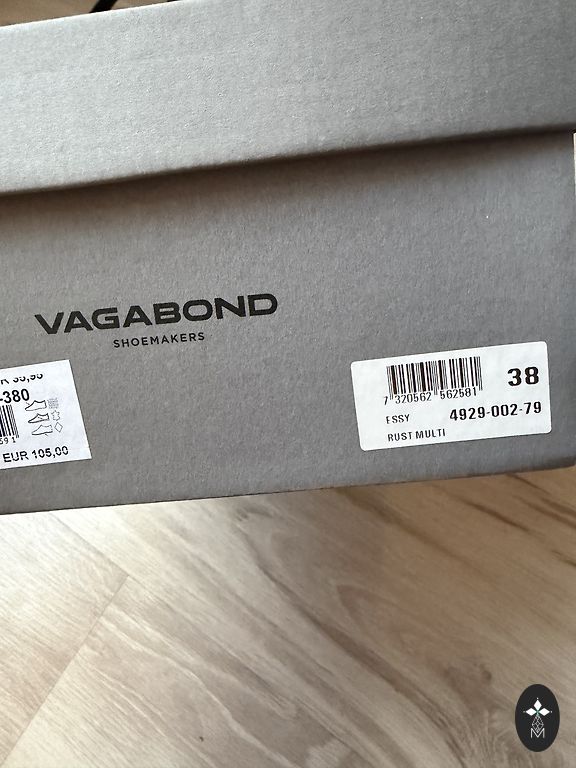 VAGABOND
SHOEMAKERS
-380
EUR 105,00
7 320562 562581
38
ESSY 4929-002-79
RUST MULTI
M